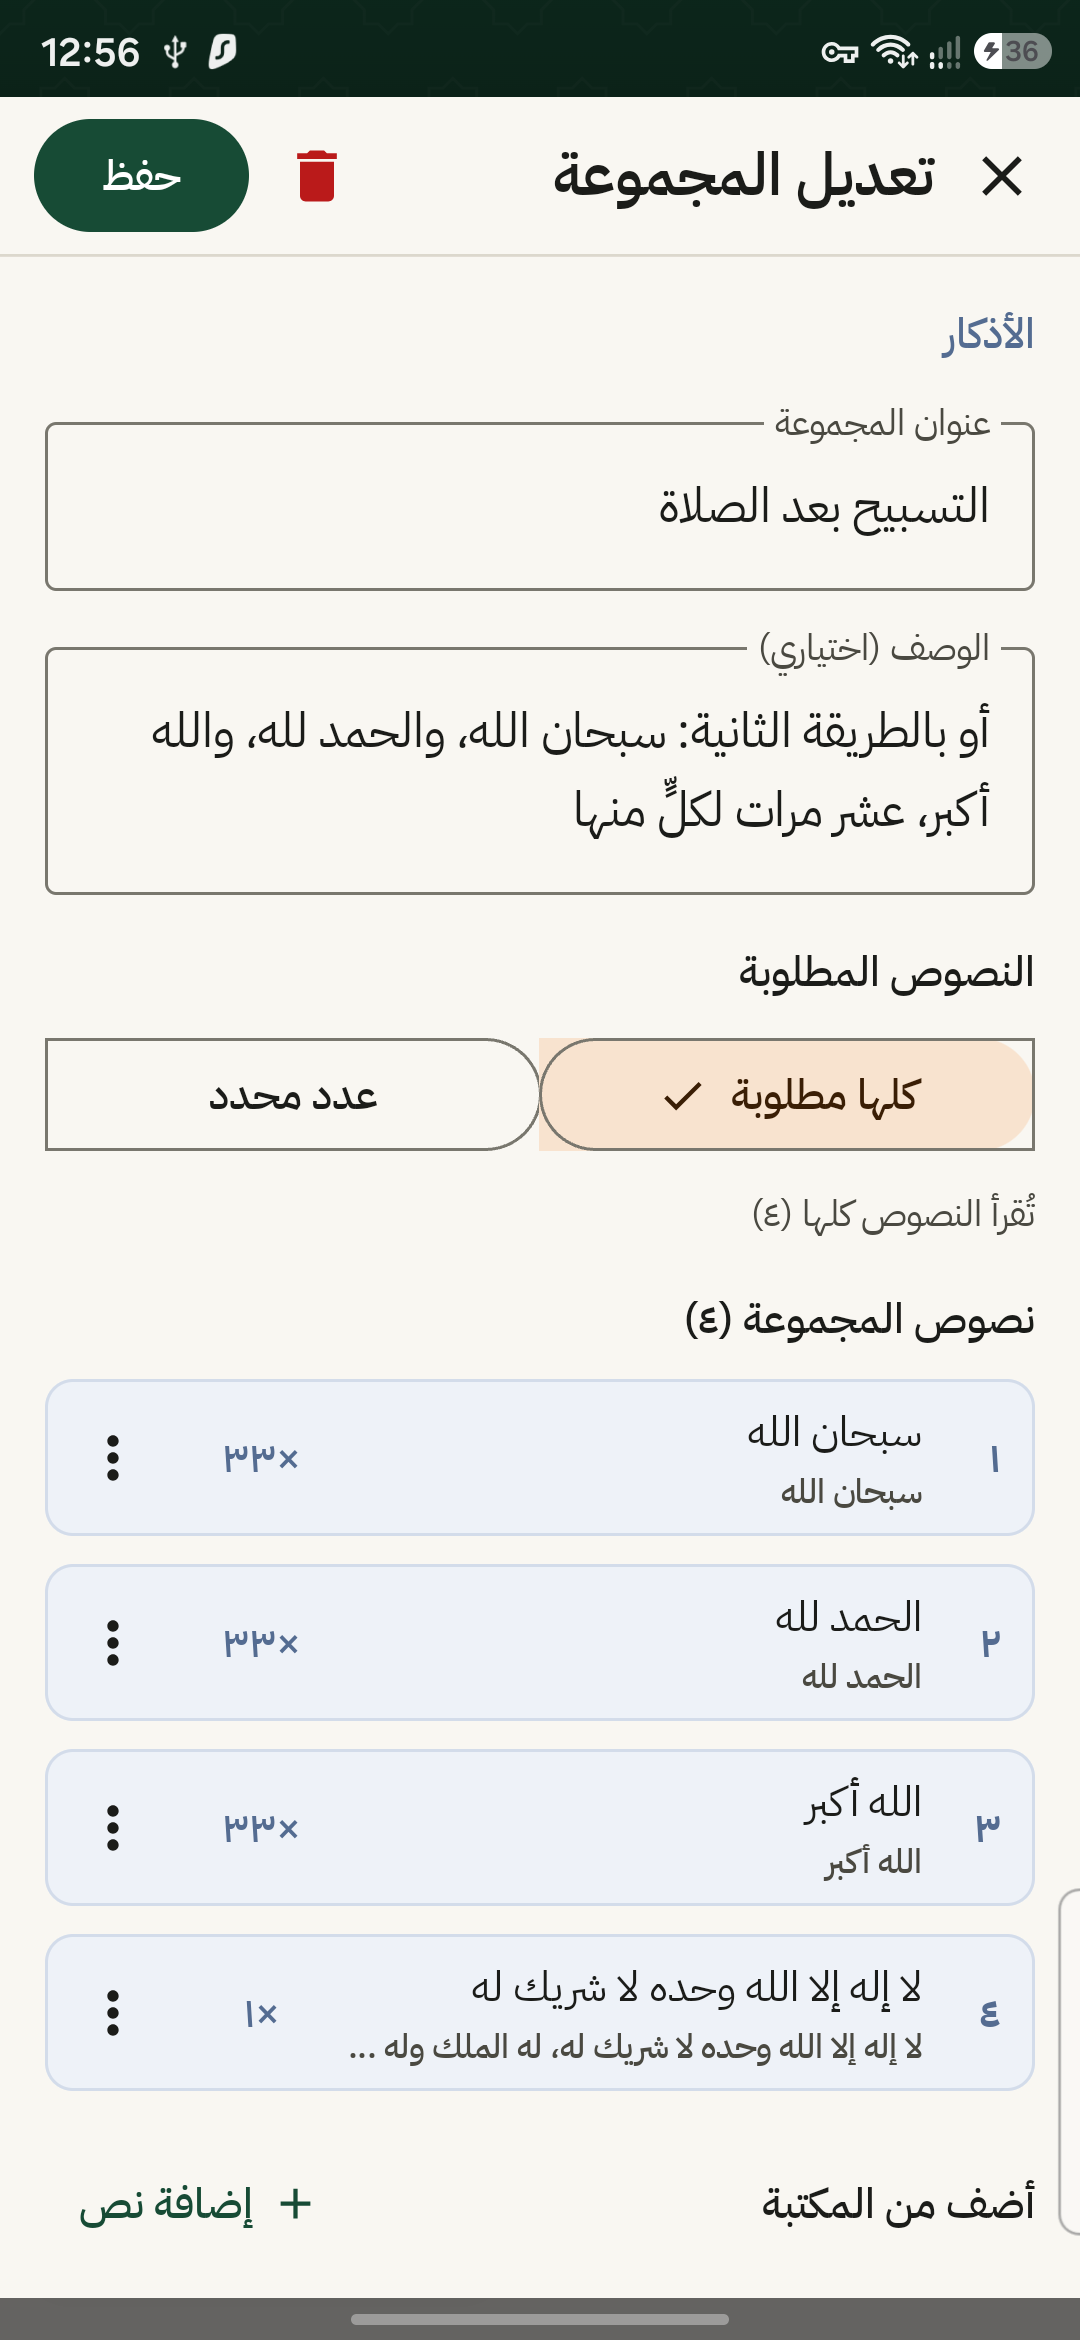 12:56
36
تعديل المجموعة
حفظ
الأذكار
عنوان المجموعة
التسبيح بعد الصلاة
الوصف (اختياري)
أو بالطريقة الثانية: سبحان الله، والحمد لله، والله
أكبر، عشر مرات لكلٍّ منها
النصوص المطلوبة
كلها مطلوبة
عدد محدد
تُقرأ النصوص كلها (٤)
نصوص المجموعة (٤)
١
سبحان الله
سبحان الله
×٣٣
٢
الحمد لله
الحمد لله
×٣٣
٣
الله أكبر
الله أكبر
×٣٣
٤
لا إله إلا الله وحده لا شريك له
لا إله إلا الله وحده لا شريك له، له الملك وله ...
×١
أضف من المكتبة
+ إضافة نص